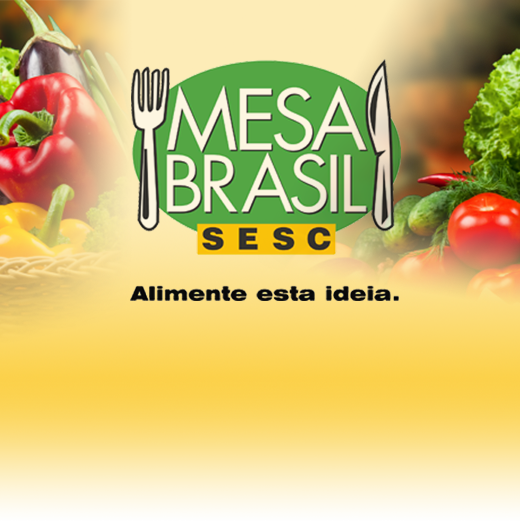 MESA
BRASIL
SESC
Alimente esta ideia.